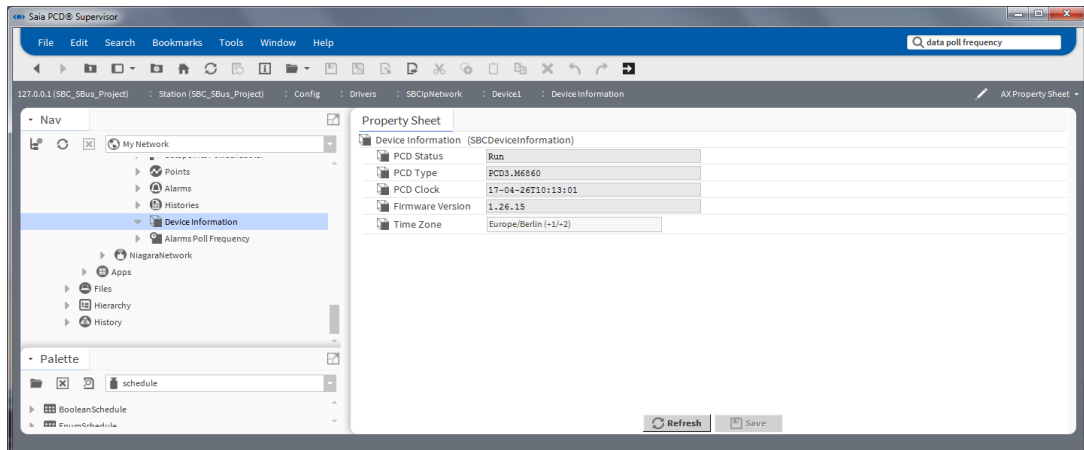 Saia PCD® Supervisor
File Edit Search Bookmarks Tools Window Help
data poll frequency
127.0.0.1 (SBC_SBus_Project) : Station (SBC_SBus_Project) : Config : Drivers : SBCIpNetwork : Device1 : Device Information
AX Property Sheet
Nav
My Network
Points
Alarms
Histories
Device Information
Alarms Poll Frequency
NiagaraNetwork
Apps
Files
Hierarchy
History
Palette
schedule
BooleanSchedule
EnumSchedule
Property Sheet
Device Information (SBCDeviceInformation)
PCD Status Run
PCD Type PCD3.M6860
PCD Clock 17-04-26T10:13:01
Firmware Version 1.26.15
Time Zone Europe/Berlin (+1/+2)
Refresh Save